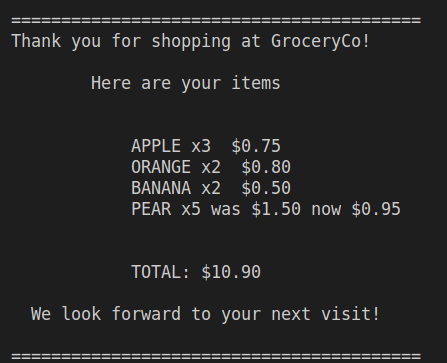 =========================================
Thank you for shopping at GroceryCo!
Here are your items
APPLE x3  $0.75
ORANGE x2  $0.80
BANANA x2  $0.50
PEAR x5 was $1.50 now $0.95
TOTAL: $10.90
We look forward to your next visit!
=========================================